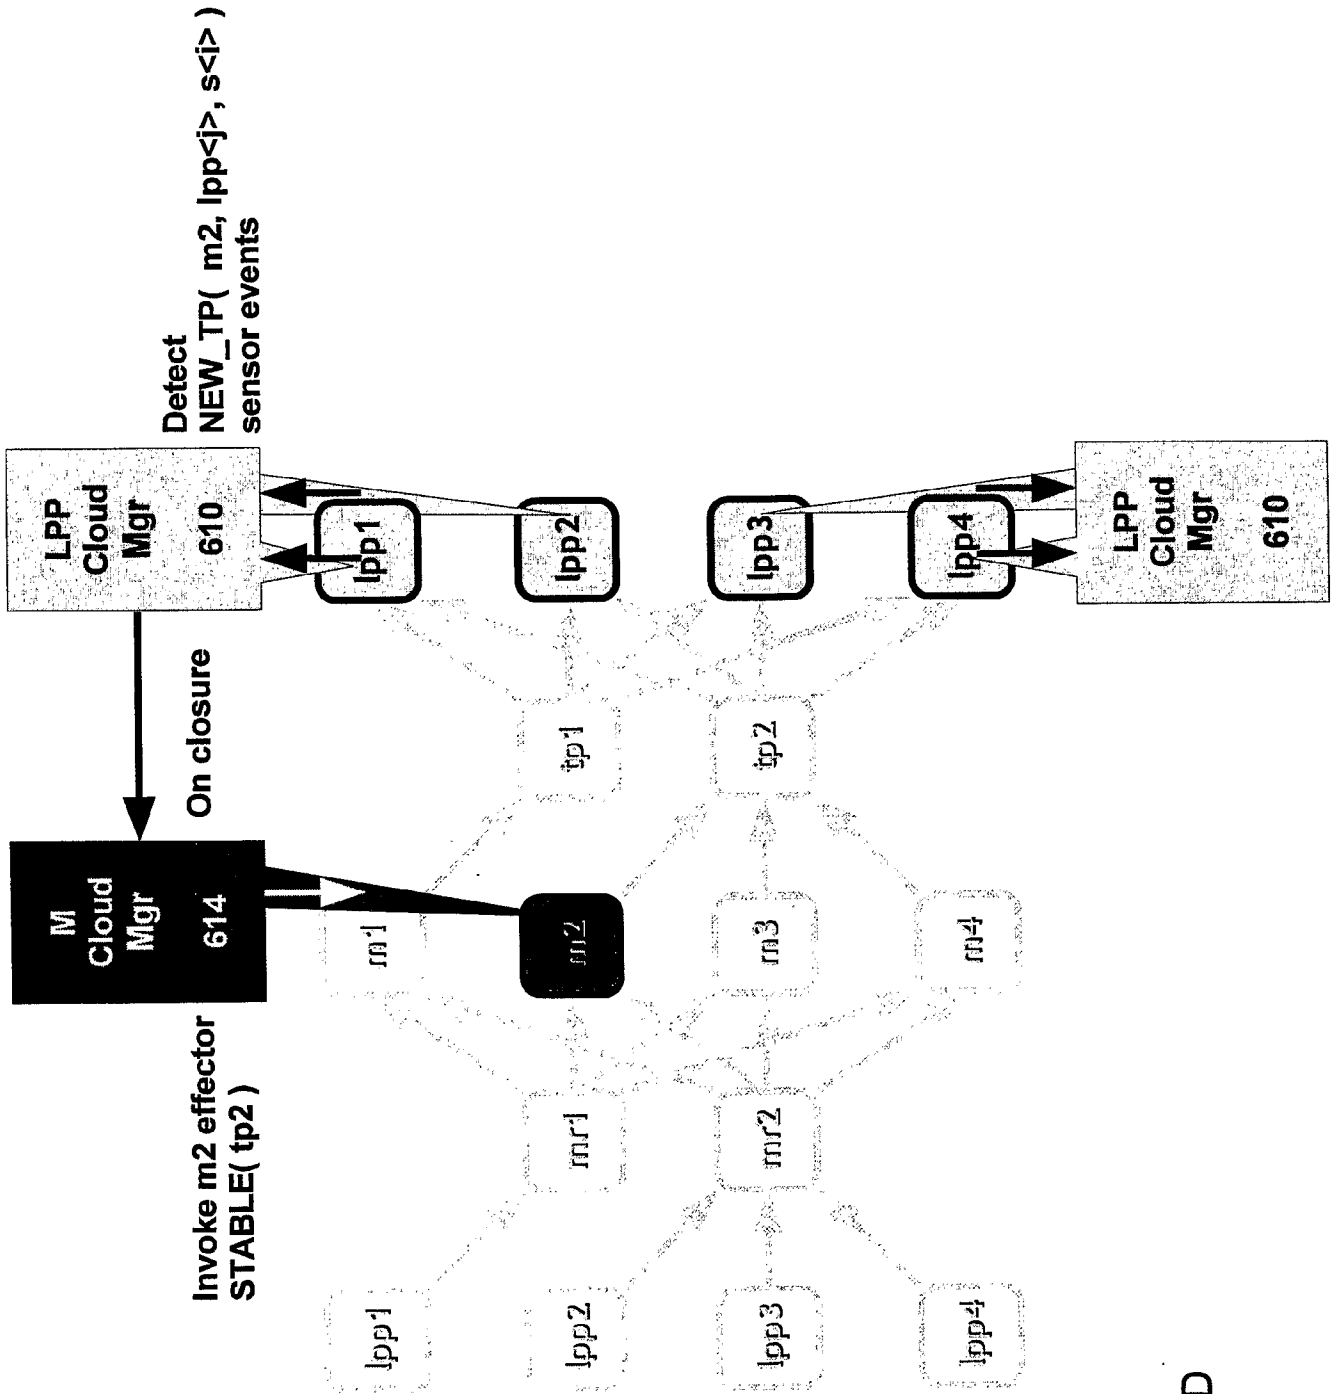 M
Cloud
Mgr
614
LPP
Cloud
Mgr
610
Invoke m2 effector
STABLE( tp2 )
On closure
Detect
NEW_TP( m2, lpp<j>, s<i> )
sensor events
lpp1
m1
lpp1
lpp2
mr1
m2
tp1
lpp2
lpp3
mr2
m3
tp2
lpp3
lpp4
m4
lpp4
LPP
Cloud
Mgr
610
D